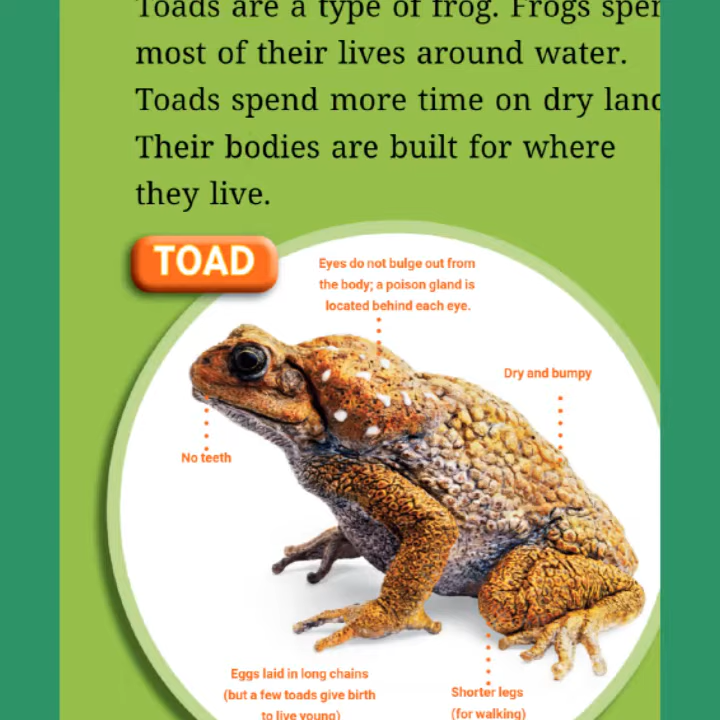 Toads are a type of frog. Frogs
most of their lives around water.
Toads spend more time on dry
Their bodies are built for where
they live.
TOAD
Eyes do not bulge out from
the body; a poison gland is
located behind each eye.
Dry and bumpy
No teeth
Eggs laid in long chains
(but a few toads give birth
to live young)
Shorter legs
(for walking)